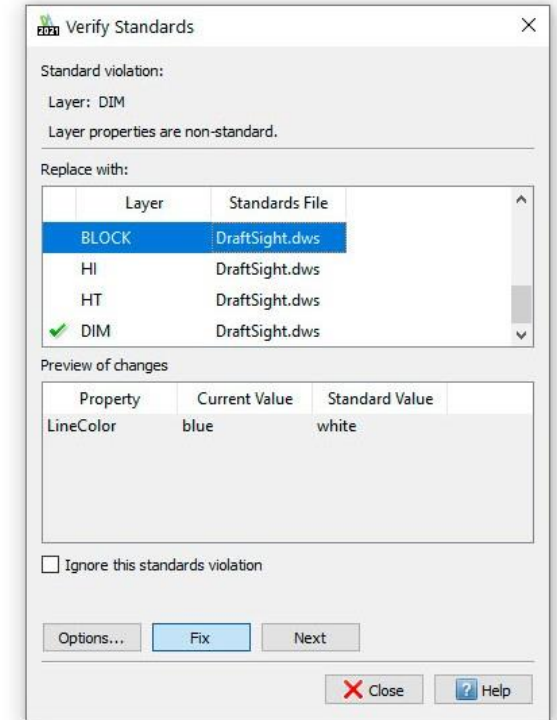 2021 Verify Standards
Standard violation:
Layer: DIM
Layer properties are non-standard.
Replace with:
Layer Standards File
BLOCK DraftSight.dws
HI DraftSight.dws
HT DraftSight.dws
DIM DraftSight.dws
Preview of changes
Property Current Value Standard Value
LineColor blue white
Ignore this standards violation
Options... Fix Next
Close ? Help